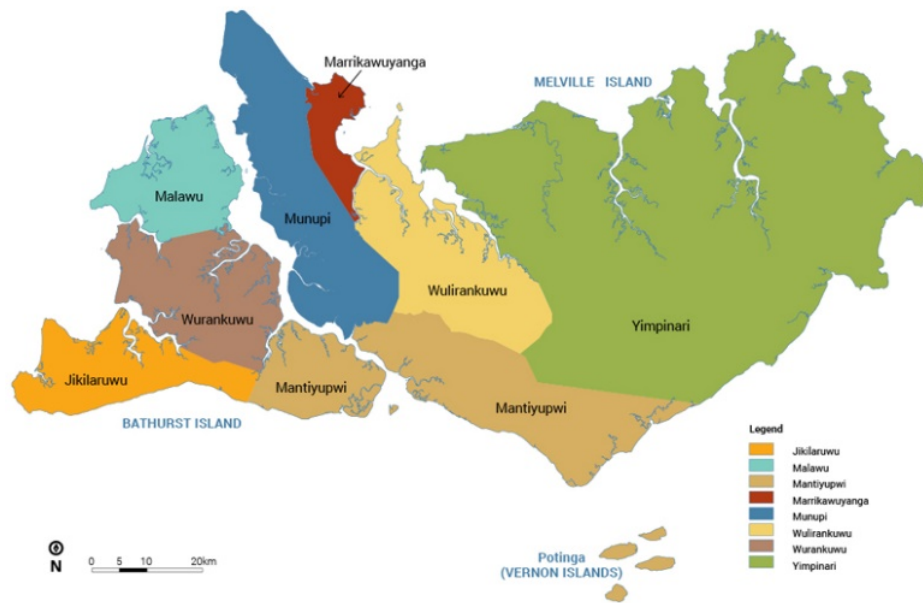 Marrikawuyanga
MELVILLE ISLAND
Malawu
Munupi
Wulirankuwu
Wurankuwu
Yimpinari
Jikilaruwu
Mantiyupwi
Mantiyupwi
BATHURST ISLAND
Legend
Jikilaruwu
Malawu
Mantiyupwi
Marrikawuyanga
Munupi
Wulirankuwu
Wurankuwu
Yimpinari
N
0 5 10 20km
Potinga
(VERNON ISLANDS)